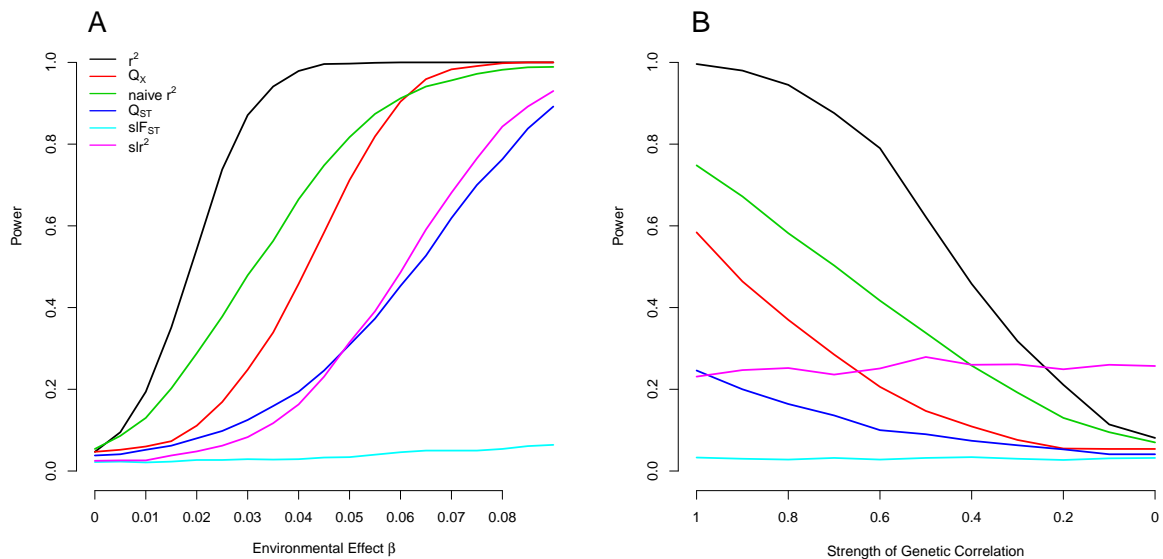 A
r²
Q_X
naive r²
Q_ST
slF_ST
slr²
Power
1.0
0.8
0.6
0.4
0.2
0.0
0 0.01 0.02 0.03 0.04 0.05 0.06 0.07 0.08
Environmental Effect β
B
Power
1.0
0.8
0.6
0.4
0.2
0.0
1 0.8 0.6 0.4 0.2 0
Strength of Genetic Correlation